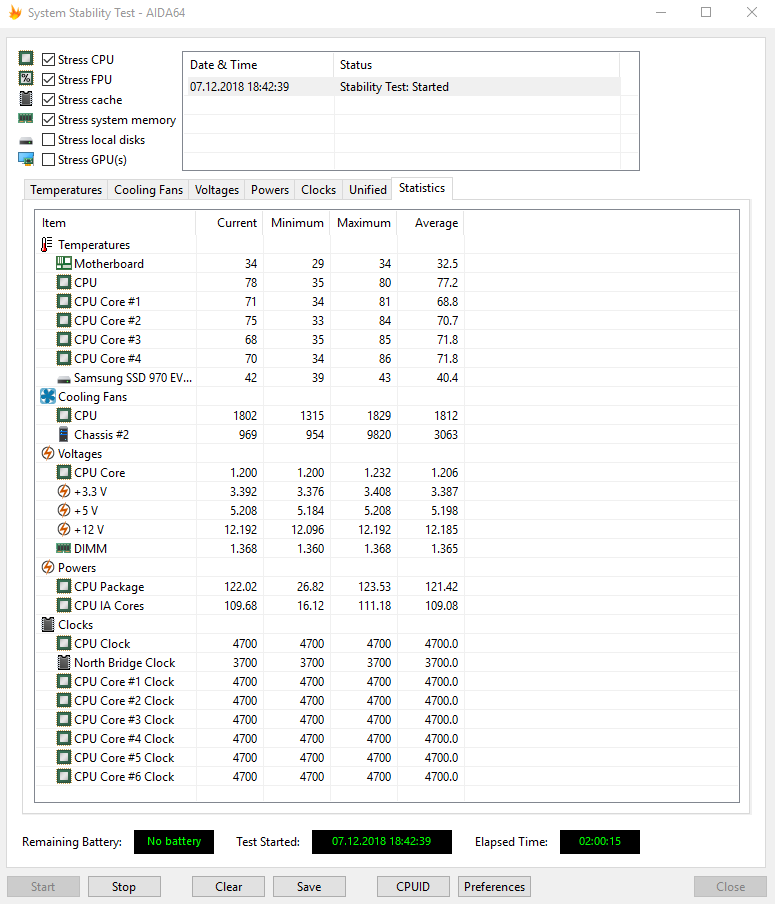 System Stability Test - AIDA64
Stress CPU
Stress FPU
Stress cache
Stress system memory
Stress local disks
Stress GPU(s)
Date & Time Status
07.12.2018 18:42:39 Stability Test: Started
Temperatures Cooling Fans Voltages Powers Clocks Unified Statistics
Item Current Minimum Maximum Average
Temperatures
Motherboard 34 29 34 32.5
CPU 78 35 80 77.2
CPU Core #1 71 34 81 68.8
CPU Core #2 75 33 84 70.7
CPU Core #3 68 35 85 71.8
CPU Core #4 70 34 86 71.8
Samsung SSD 970 EV... 42 39 43 40.4
Cooling Fans
CPU 1802 1315 1829 1812
Chassis #2 969 954 9820 3063
Voltages
CPU Core 1.200 1.200 1.232 1.206
+3.3 V 3.392 3.376 3.408 3.387
+5 V 5.208 5.184 5.208 5.198
+12 V 12.192 12.096 12.192 12.185
DIMM 1.368 1.360 1.368 1.365
Powers
CPU Package 122.02 26.82 123.53 121.42
CPU IA Cores 109.68 16.12 111.18 109.08
Clocks
CPU Clock 4700 4700 4700 4700.0
North Bridge Clock 3700 3700 3700 3700.0
CPU Core #1 Clock 4700 4700 4700 4700.0
CPU Core #2 Clock 4700 4700 4700 4700.0
CPU Core #3 Clock 4700 4700 4700 4700.0
CPU Core #4 Clock 4700 4700 4700 4700.0
CPU Core #5 Clock 4700 4700 4700 4700.0
CPU Core #6 Clock 4700 4700 4700 4700.0
Remaining Battery: No battery Test Started: 07.12.2018 18:42:39 Elapsed Time: 02:00:15
Start Stop Clear Save CPUID Preferences Close